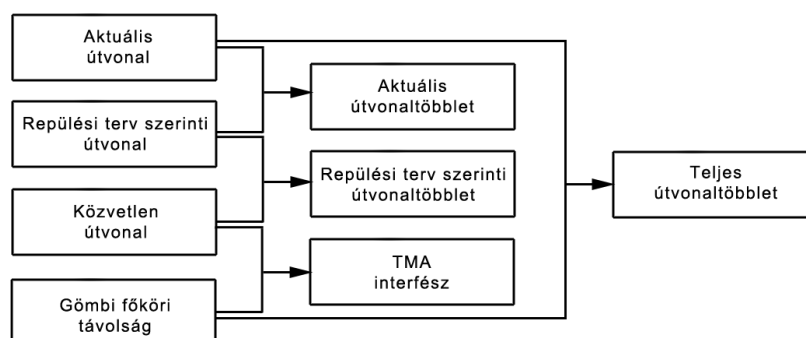 Aktuális
útvonal
Repülési terv szerinti
útvonal
Közvetlen
útvonal
Gömbi főköri
távolság
Aktuális
útvonaltöbblet
Repülési terv szerinti
útvonaltöbblet
TMA
interfész
Teljes
útvonaltöbblet